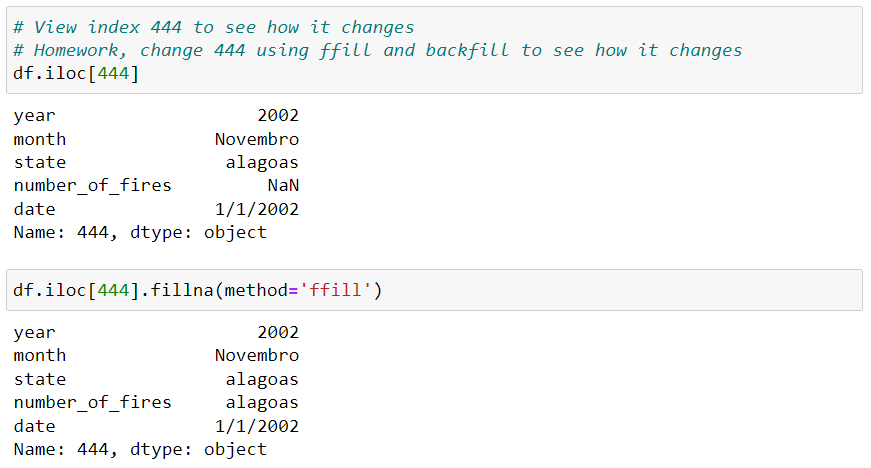 # View index 444 to see how it changes
# Homework, change 444 using ffill and backfill to see how it changes
df.iloc[444]
year                   2002
month              Novembro
state               alagoas
number_of_fires         NaN
date               1/1/2002
Name: 444, dtype: object
df.iloc[444].fillna(method='ffill')
year                   2002
month              Novembro
state               alagoas
number_of_fires     alagoas
date               1/1/2002
Name: 444, dtype: object